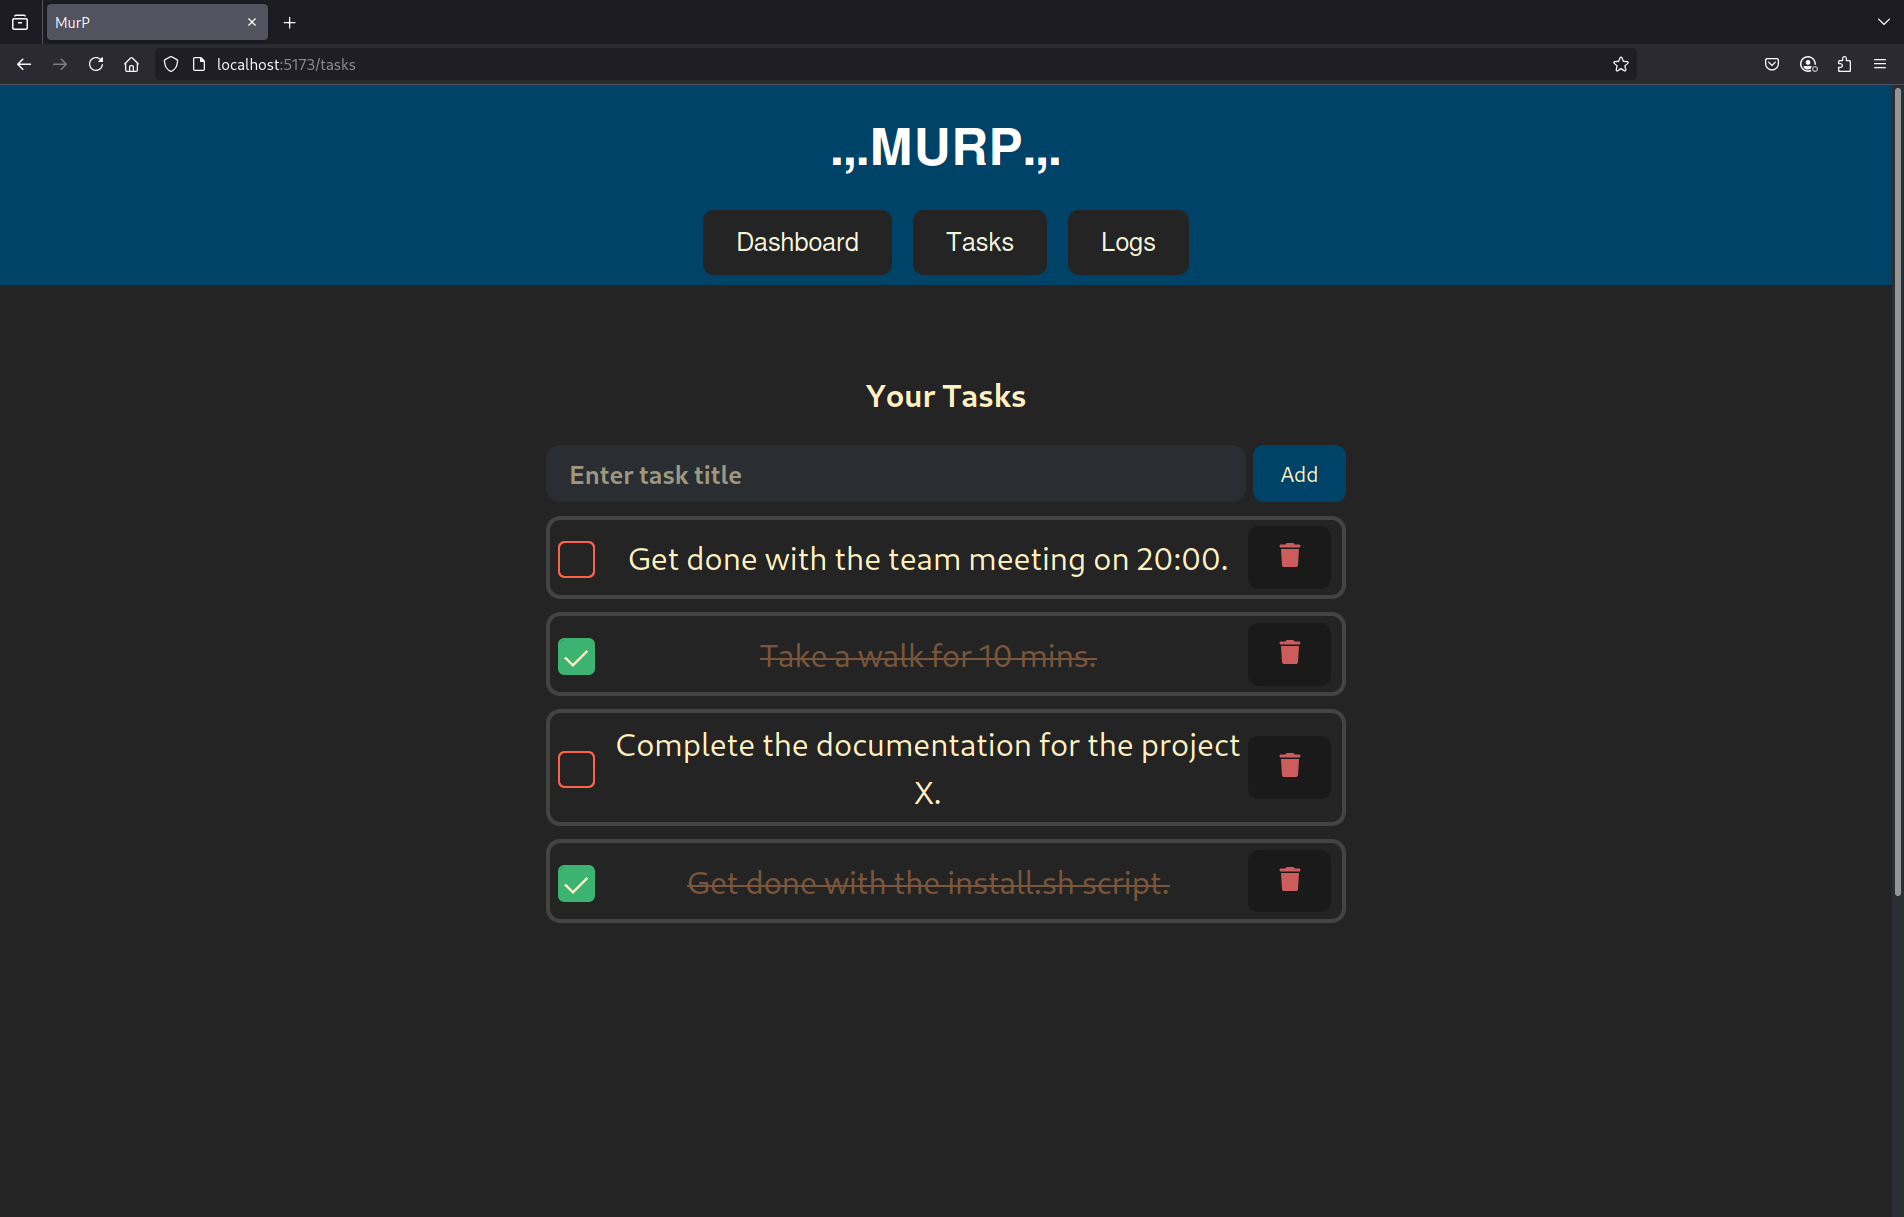 MurP
localhost:5173/tasks
.,.MURP.,.
Dashboard Tasks Logs
Your Tasks
Enter task title Add
Get done with the team meeting on 20:00.
Take a walk for 10 mins.
Complete the documentation for the project
X.
Get done with the install.sh script.